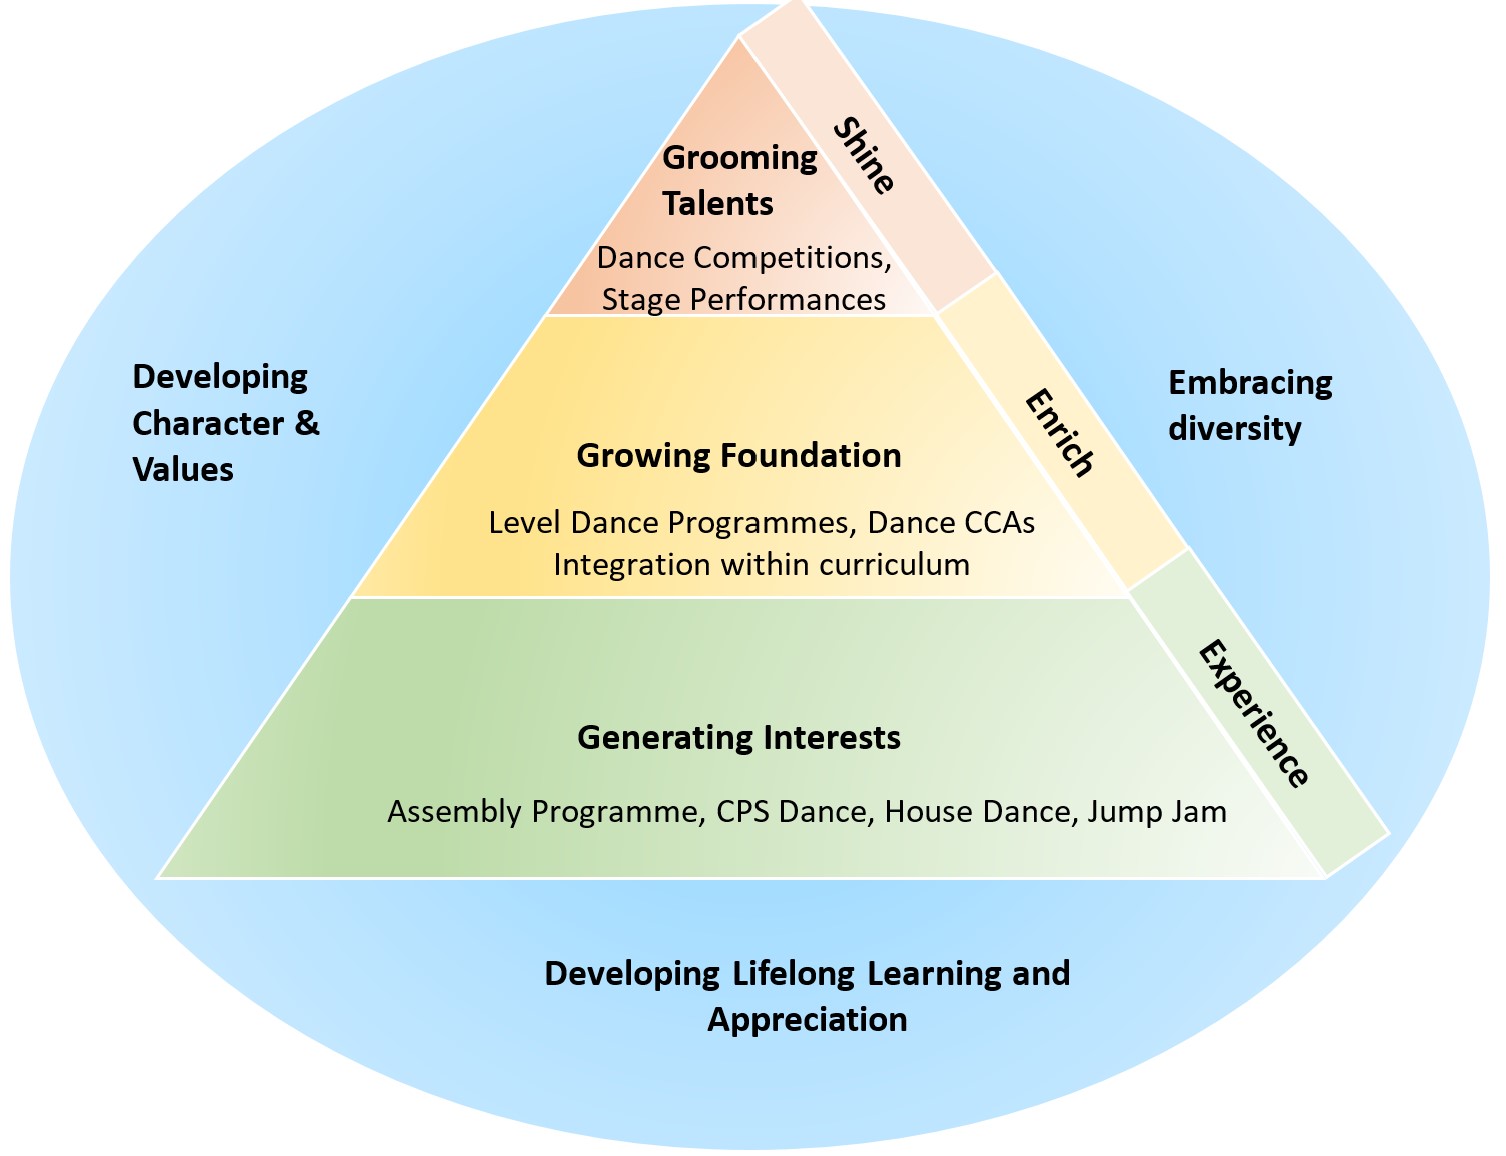 Shine
Grooming
Talents
Dance Competitions,
Stage Performances
Developing
Character &
Values
Embracing
diversity
Enrich
Growing Foundation
Level Dance Programmes, Dance CCAs
Integration within curriculum
Experience
Generating Interests
Assembly Programme, CPS Dance, House Dance, Jump Jam
Developing Lifelong Learning and
Appreciation